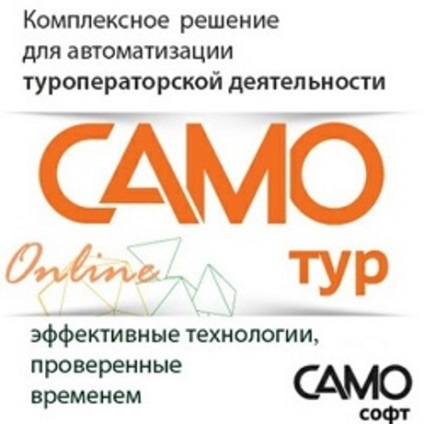 Комплексное решение
для автоматизации
туроператорской деятельности
САМО
Online тур
эффективные технологии,
проверенные
временем
САМО
софт